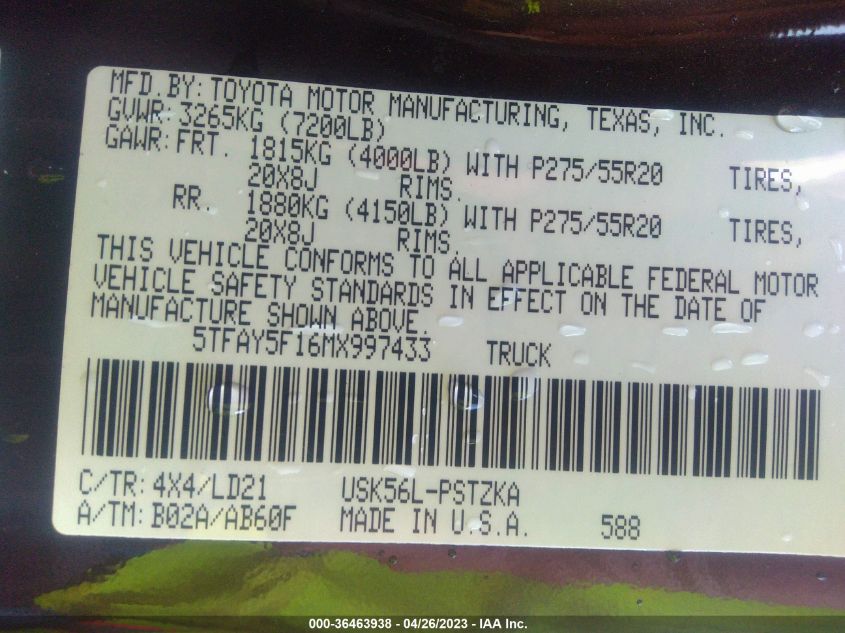 MFD. BY: TOYOTA MOTOR MANUFACTURING, TEXAS, INC.
GVWR: 3265KG (7200LB)
GAWR: FRT. 1815KG (4000LB) WITH P275/55R20 TIRES,
20X8J RIMS.
RR. 1880KG (4150LB) WITH P275/55R20 TIRES,
20X8J RIMS.
THIS VEHICLE CONFORMS TO ALL APPLICABLE FEDERAL MOTOR
VEHICLE SAFETY STANDARDS IN EFFECT ON THE DATE OF
MANUFACTURE SHOWN ABOVE.
5TFAY5F16MX997433 TRUCK
C/TR: 4X4/LD21 USK56L-PSTZKA
A/TM: B02A/AB60F MADE IN U.S.A. 588
000-36463938 - 04/26/2023 - IAA Inc.